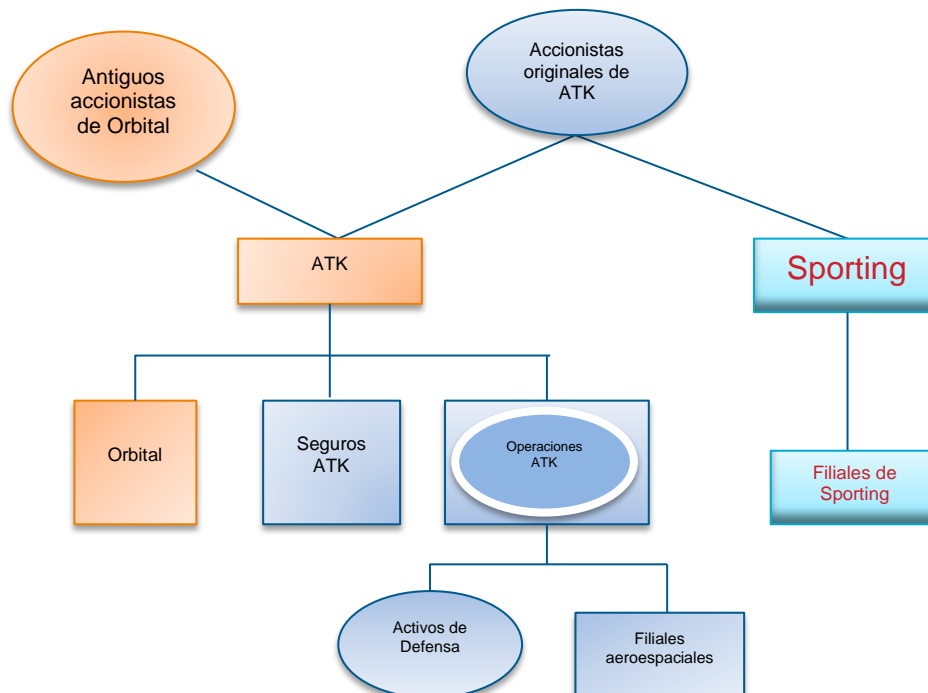 Antiguos
accionistas
de Orbital
Accionistas
originales de
ATK
ATK
Sporting
Orbital
Seguros
ATK
Operaciones
ATK
Filiales de
Sporting
Activos de
Defensa
Filiales
aeroespaciales